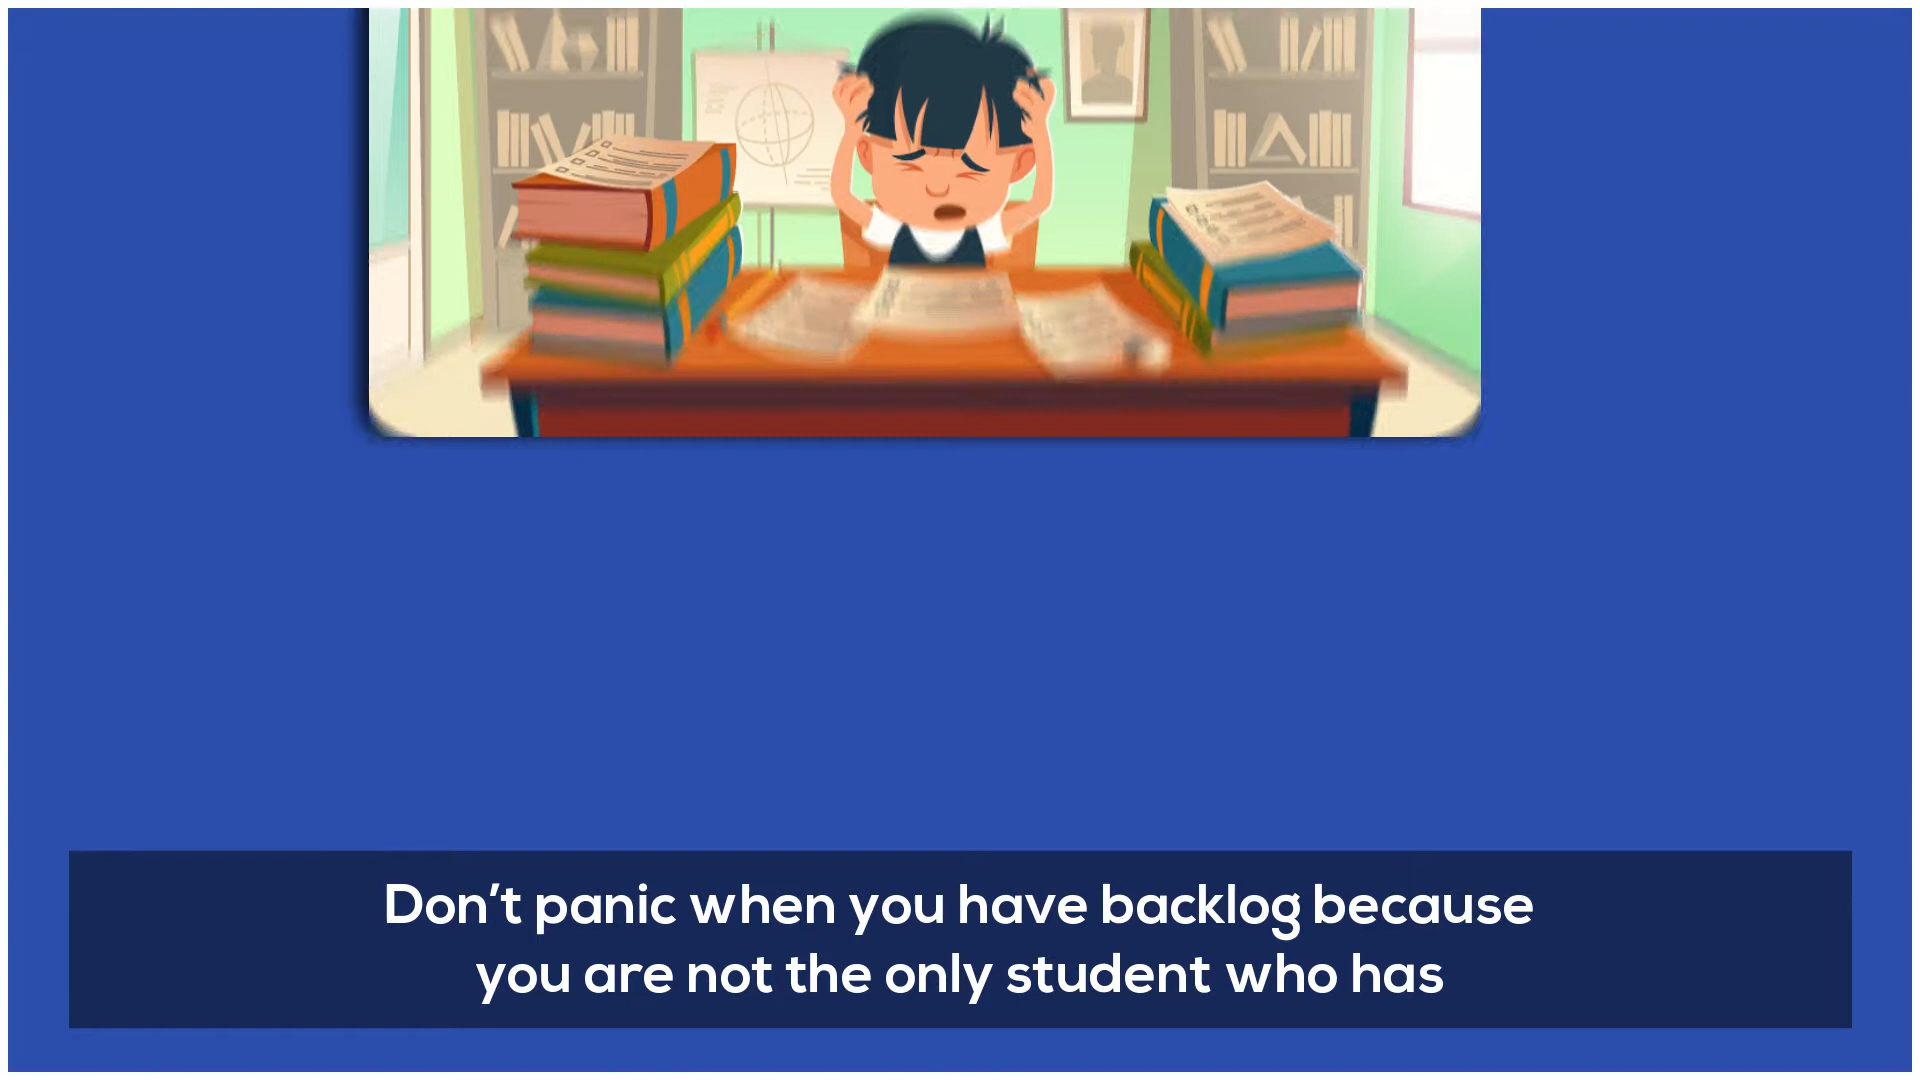 Don’t panic when you have backlog because
you are not the only student who has